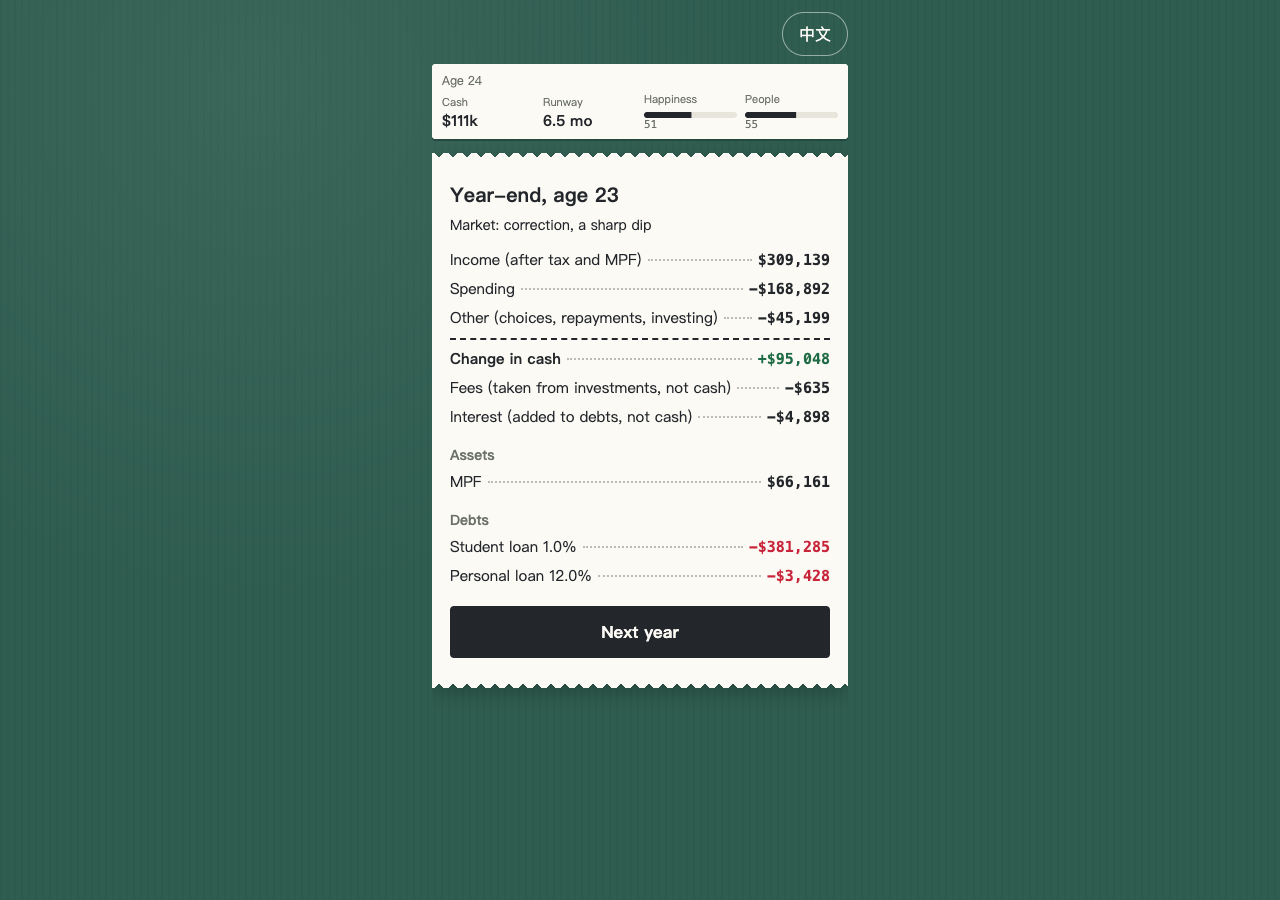 中文
Age 24
Cash
$111k
Runway
6.5 mo
Happiness
51
People
55
Year-end, age 23
Market: correction, a sharp dip
Income (after tax and MPF) $309,139
Spending −$168,892
Other (choices, repayments, investing) −$45,199
Change in cash +$95,048
Fees (taken from investments, not cash) −$635
Interest (added to debts, not cash) −$4,898
Assets
MPF $66,161
Debts
Student loan 1.0% −$381,285
Personal loan 12.0% −$3,428
Next year